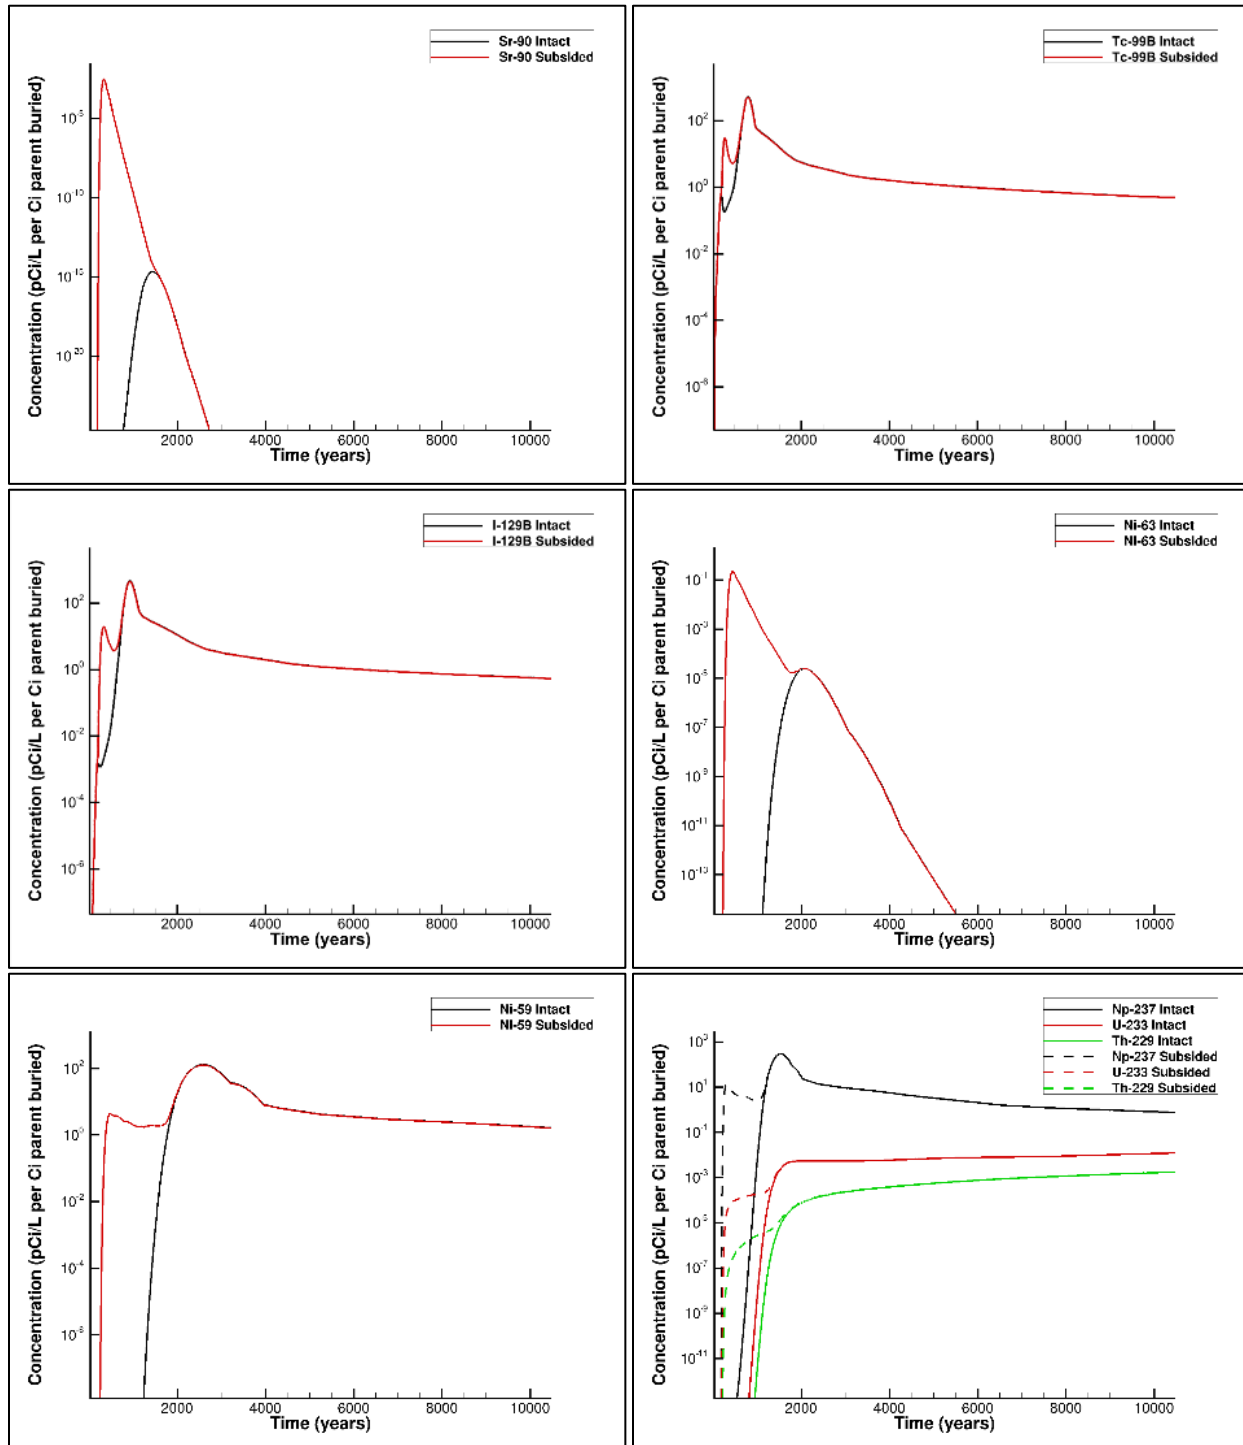 Sr-90 Intact
Sr-90 Subsided
Concentration (pCi/L per Ci parent buried)
10-5
10-10
10-15
10-20
2000 4000 6000 8000 10000
Time (years)
Tc-99B Intact
Tc-99B Subsided
Concentration (pCi/L per Ci parent buried)
102
100
10-2
10-4
10-6
2000 4000 6000 8000 10000
Time (years)
I-129B Intact
I-129B Subsided
Concentration (pCi/L per Ci parent buried)
102
100
10-2
10-4
10-6
2000 4000 6000 8000 10000
Time (years)
Ni-63 Intact
NI-63 Subsided
Concentration (pCi/L per Ci parent buried)
10-1
10-3
10-5
10-7
10-9
10-11
10-13
2000 4000 6000 8000 10000
Time (years)
Ni-59 Intact
NI-59 Subsided
Concentration (pCi/L per Ci parent buried)
102
100
10-2
10-4
10-6
2000 4000 6000 8000 10000
Time (years)
Np-237 Intact
U-233 Intact
Th-229 Intact
Np-237 Subsided
U-233 Subsided
Th-229 Subsided
Concentration (pCi/L per Ci parent buried)
103
101
10-1
10-3
10-5
10-7
10-9
10-11
2000 4000 6000 8000 10000
Time (years)